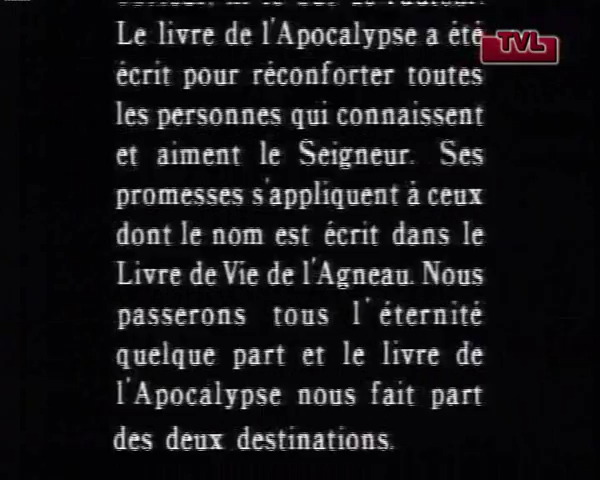 Le livre de l'Apocalypse a été
écrit pour réconforter toutes
les personnes qui connaissent
et aiment le Seigneur. Ses
promesses s'appliquent à ceux
dont le nom est écrit dans le
Livre de Vie de l'Agneau. Nous
passerons tous l'éternité
quelque part et le livre de
l'Apocalypse nous fait part
des deux destinations.
TVL